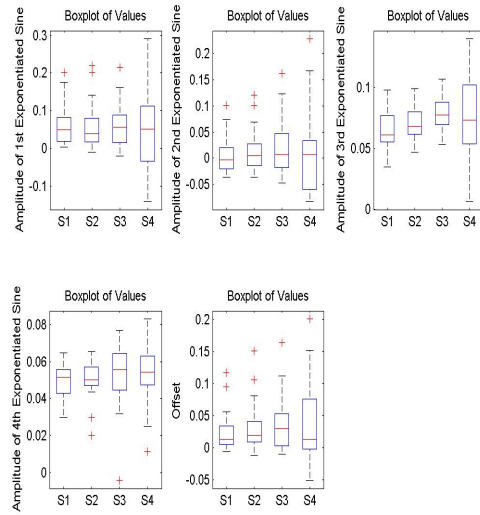 Boxplot of Values
Amplitude of 1st Exponentiated Sine
0.3
0.2
0.1
0
-0.1
S1 S2 S3 S4
Boxplot of Values
Amplitude of 2nd Exponentiated Sine
0.2
0.15
0.1
0.05
0
-0.05
S1 S2 S3 S4
Boxplot of Values
Amplitude of 3rd Exponentiated Sine
0.1
0.05
0
S1 S2 S3 S4
Boxplot of Values
Amplitude of 4th Exponentiated Sine
0.08
0.06
0.04
0.02
0
S1 S2 S3 S4
Boxplot of Values
Offset
0.2
0.15
0.1
0.05
0
-0.05
S1 S2 S3 S4